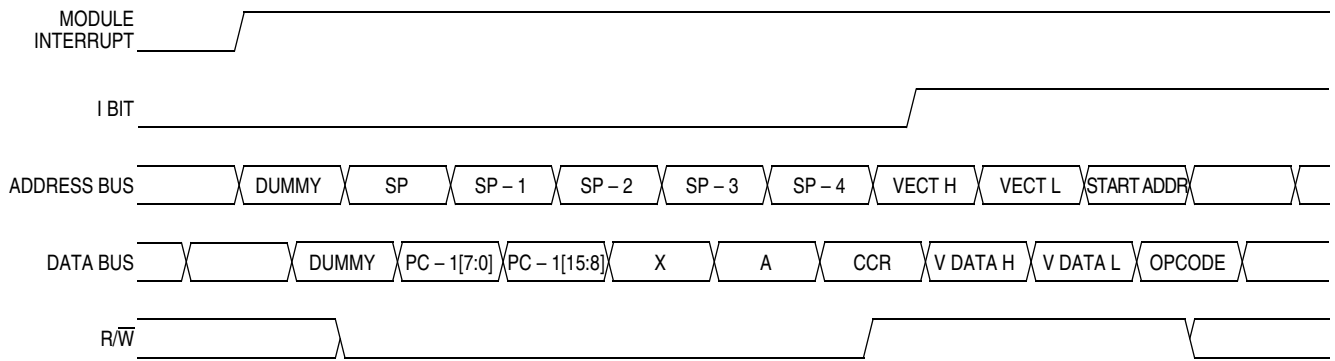 MODULE
INTERRUPT
I BIT
ADDRESS BUS DUMMY SP SP – 1 SP – 2 SP – 3 SP – 4 VECT H VECT L START ADDR
DATA BUS DUMMY PC – 1[7:0] PC – 1[15:8] X A CCR V DATA H V DATA L OPCODE
R/W̅